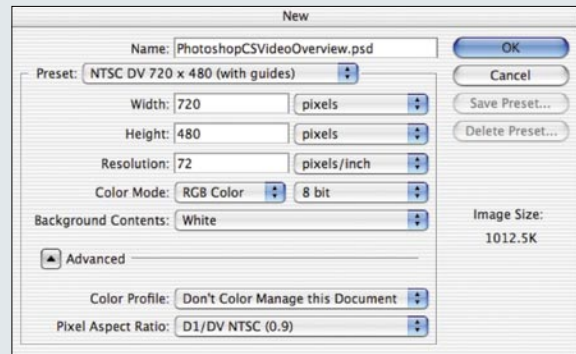 New
Name: PhotoshopCSVideoOverview.psd
OK
Preset: NTSC DV 720 x 480 (with guides)
Cancel
Width: 720 pixels
Save Preset...
Height: 480 pixels
Delete Preset...
Resolution: 72 pixels/inch
Color Mode: RGB Color 8 bit
Background Contents: White
Image Size:
1012.5K
Advanced
Color Profile: Don't Color Manage this Document
Pixel Aspect Ratio: D1/DV NTSC (0.9)